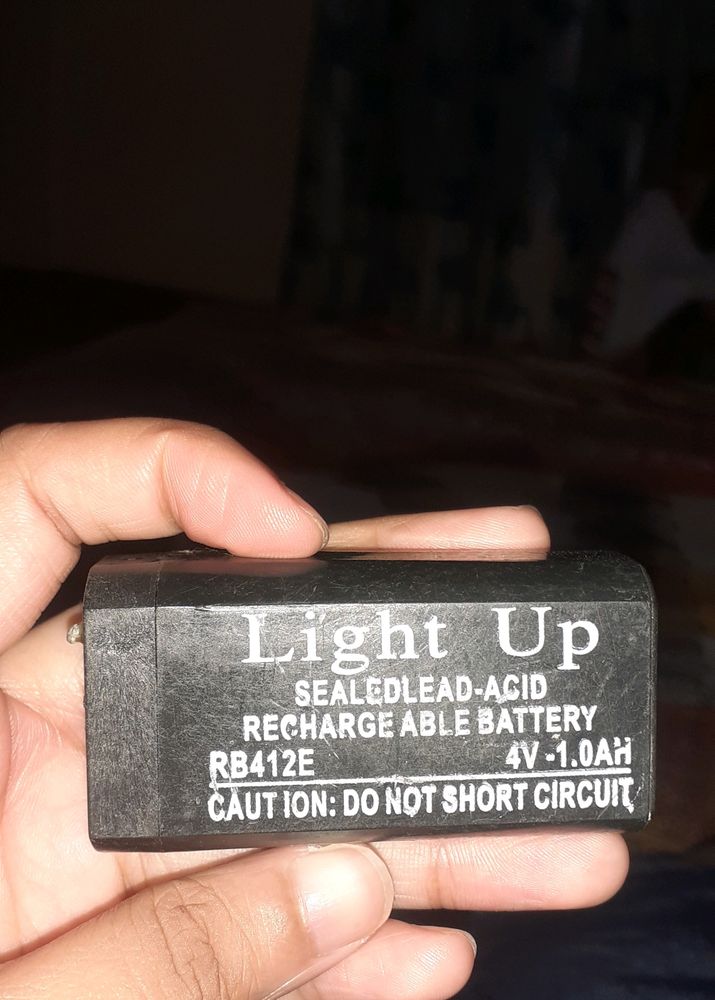 Light Up
SEALEDLEAD-ACID
RECHARGE ABLE BATTERY
RB412E 4V -1.0AH
CAUT ION: DO NOT SHORT CIRCUIT